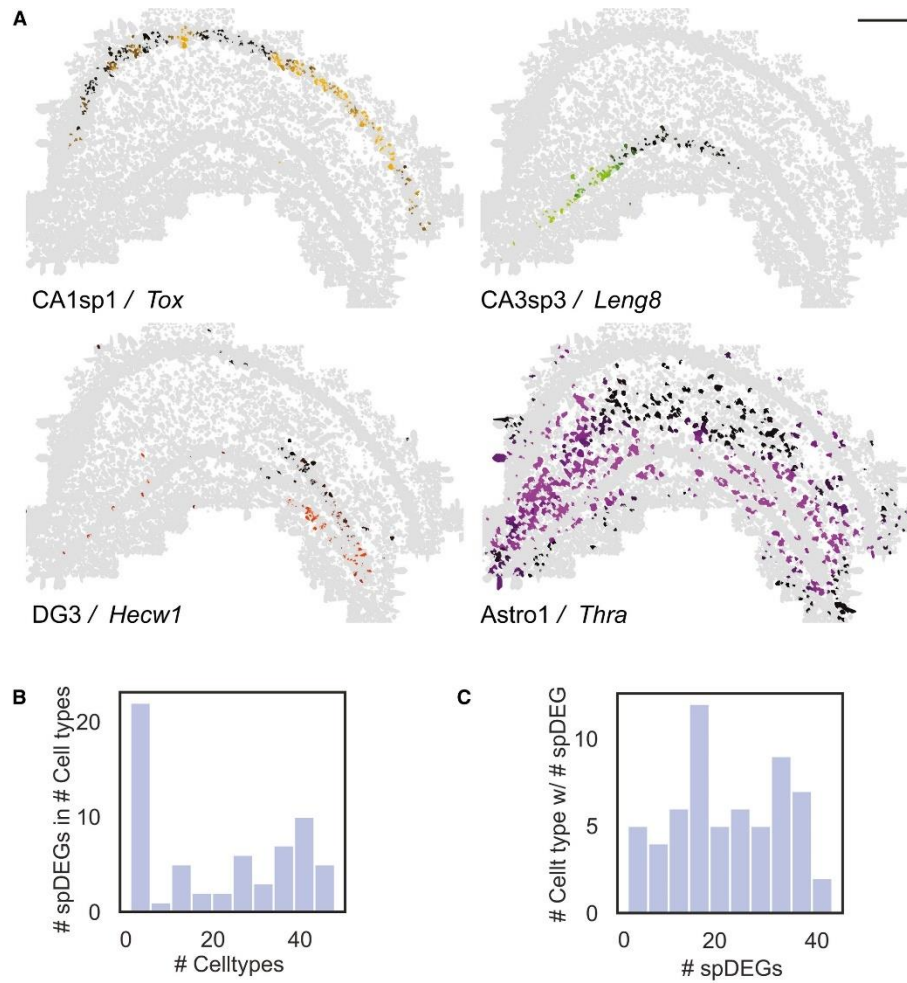 A
CA1sp1 / Tox
CA3sp3 / Leng8
DG3 / Hecw1
Astro1 / Thra
B
# spDEGs in # Cell types
20
10
0
0 20 40
# Celltypes
C
# Cellt type w/ # spDEG
10
5
0
0 20 40
# spDEGs